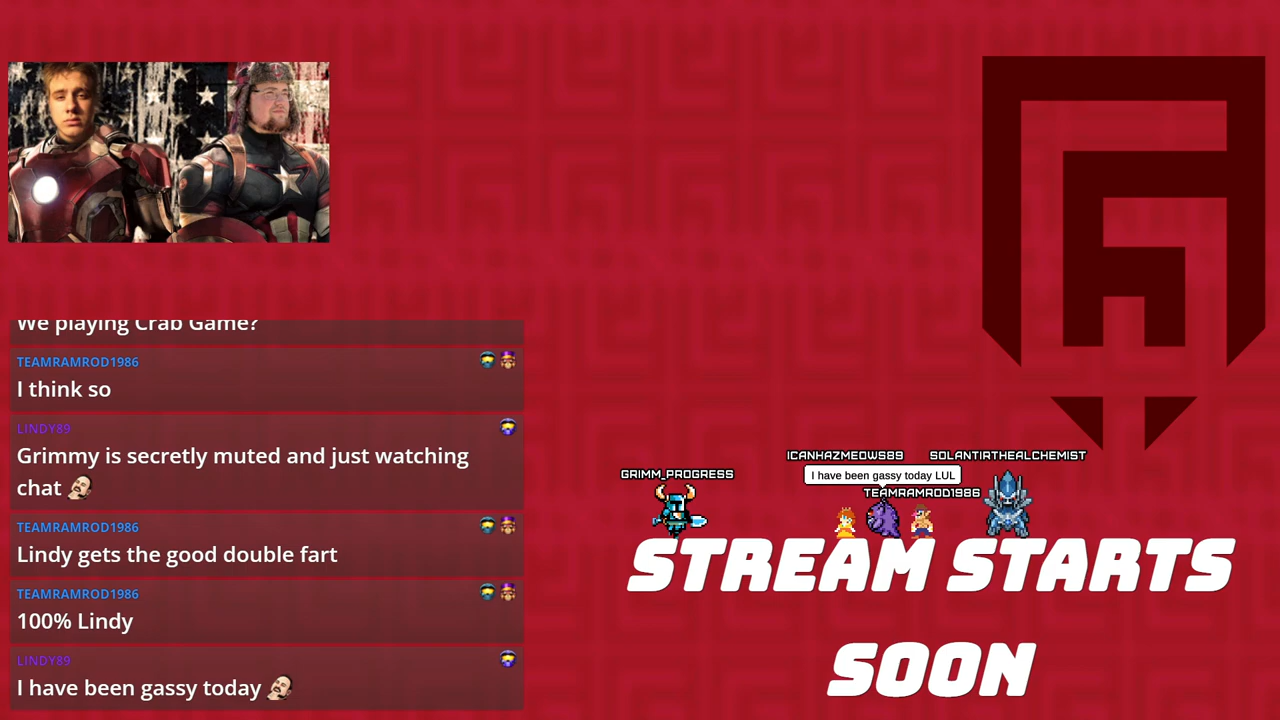 We playing Crab Game?
TEAMRAMROD1986
I think so
LINDY89
Grimmy is secretly muted and just watching
chat
TEAMRAMROD1986
Lindy gets the good double fart
TEAMRAMROD1986
100% Lindy
LINDY89
I have been gassy today
GRIMM_PROGRESS
ICANHAZMEOWS89
SOLANTIRTHEALCHEMIST
I have been gassy today LUL
TEAMRAMROD1986
STREAM STARTS
SOON